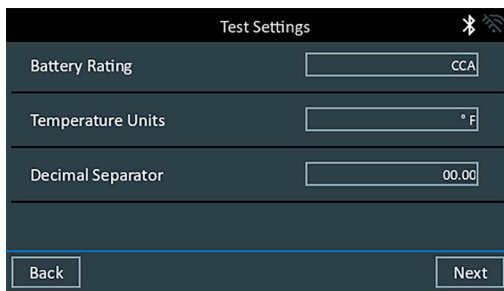 Test Settings
Battery Rating CCA
Temperature Units ° F
Decimal Separator 00.00
Back Next